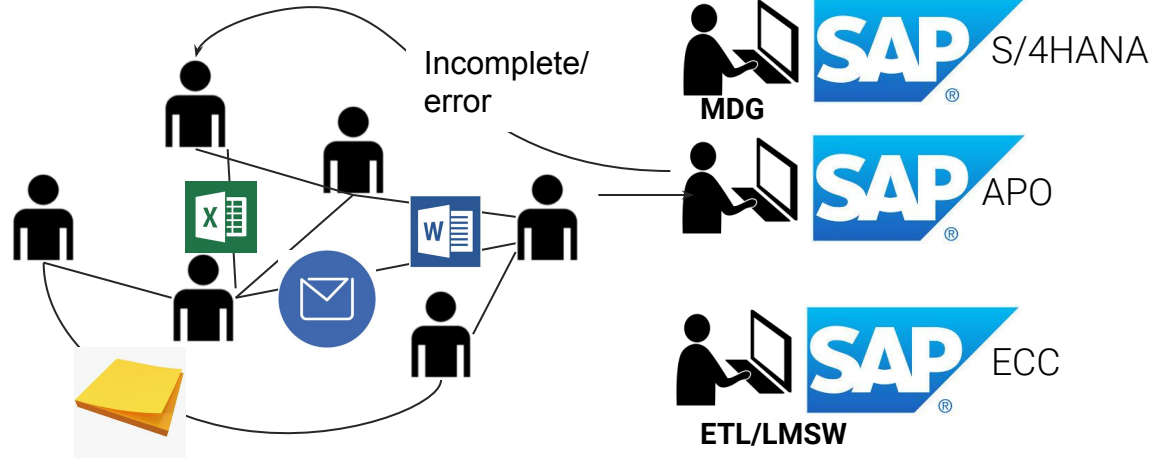 Incomplete/
error
SAP
®
S/4HANA
MDG
SAP
®
APO
X
W
SAP
®
ECC
ETL/LMSW